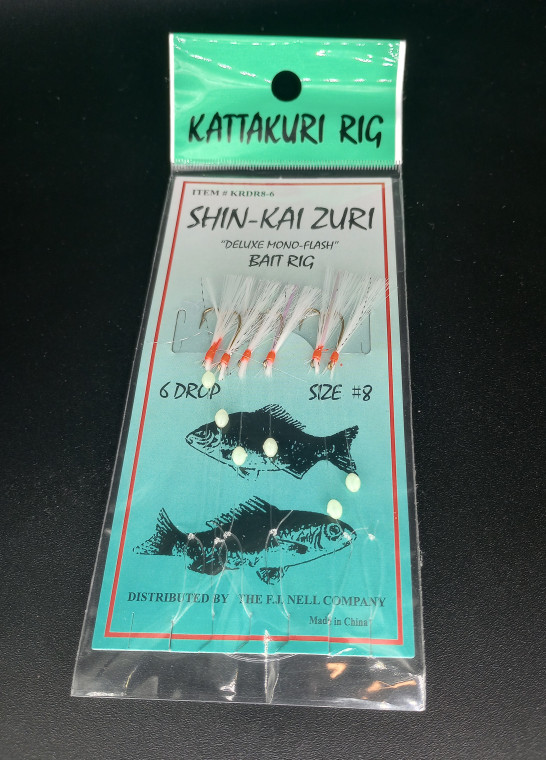 KATTAKURI RIG
ITEM # KRDR8-6
SHIN-KAI ZURI
"DELUXE MONO-FLASH"
BAIT RIG
6 DROP SIZE #8
DISTRIBUTED BY THE F.J. NELL COMPANY
Made in China